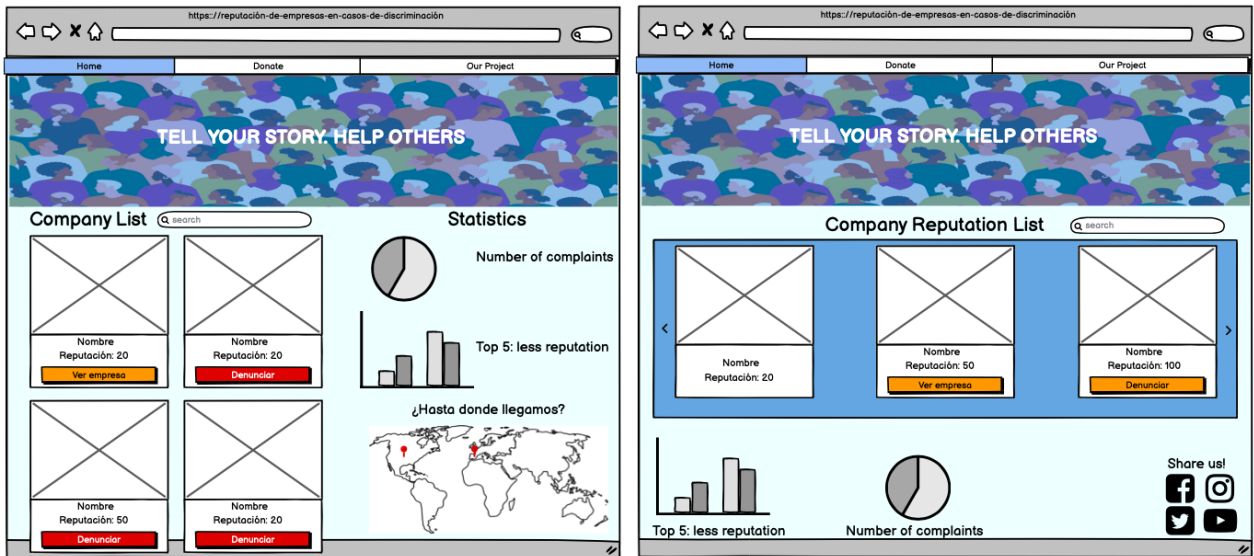 https://reputación-de-empresas-en-casos-de-discriminación
Home Donate Our Project
TELL YOUR STORY. HELP OTHERS
Company List search
Statistics
Number of complaints
Nombre
Reputación: 20
Ver empresa
Nombre
Reputación: 20
Denunciar
Top 5: less reputation
¿Hasta donde llegamos?
Nombre
Reputación: 50
Denunciar
Nombre
Reputación: 20
Denunciar
https://reputación-de-empresas-en-casos-de-discriminación
Home Donate Our Project
TELL YOUR STORY. HELP OTHERS
Company Reputation List search
Nombre
Reputación: 20
Nombre
Reputación: 50
Ver empresa
Nombre
Reputación: 100
Denunciar
Top 5: less reputation
Number of complaints
Share us!